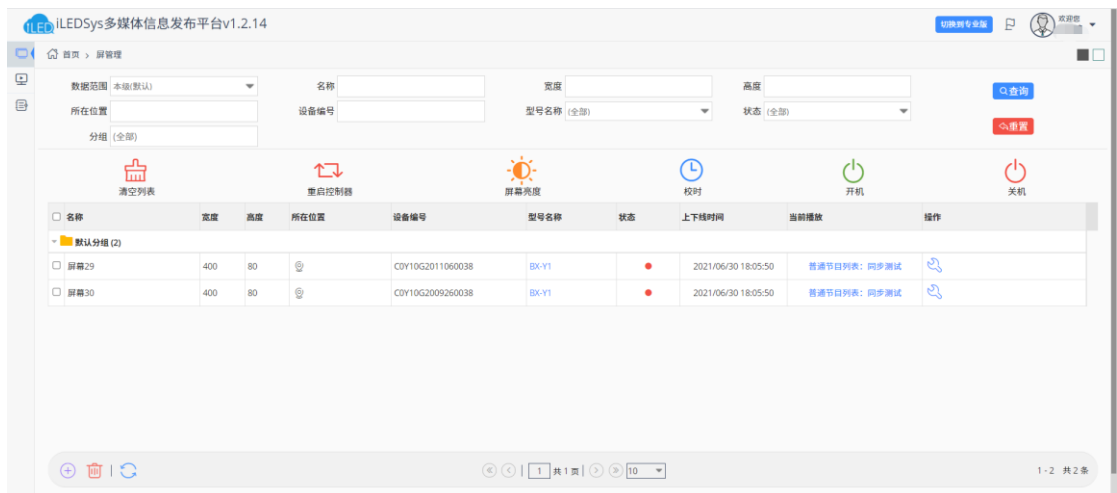 iLED iLEDSys多媒体信息发布平台v1.2.14 切换到专业版 欢迎您
首页 > 屏管理
数据范围 本级(默认) 名称 宽度 高度 查询
所在位置 设备编号 型号名称 (全部) 状态 (全部)
分组 (全部) 重置
清空列表 重启控制器 屏幕亮度 校时 开机 关机
名称 宽度 高度 所在位置 设备编号 型号名称 状态 上下线时间 当前播放 操作
默认分组 (2)
屏幕29 400 80 C0Y10G2011060038 BX-Y1 2021/06/30 18:05:50 普通节目列表：同步测试
屏幕30 400 80 C0Y10G2009260038 BX-Y1 2021/06/30 18:05:50 普通节目列表：同步测试
1 共1页 10 1 - 2 共2条